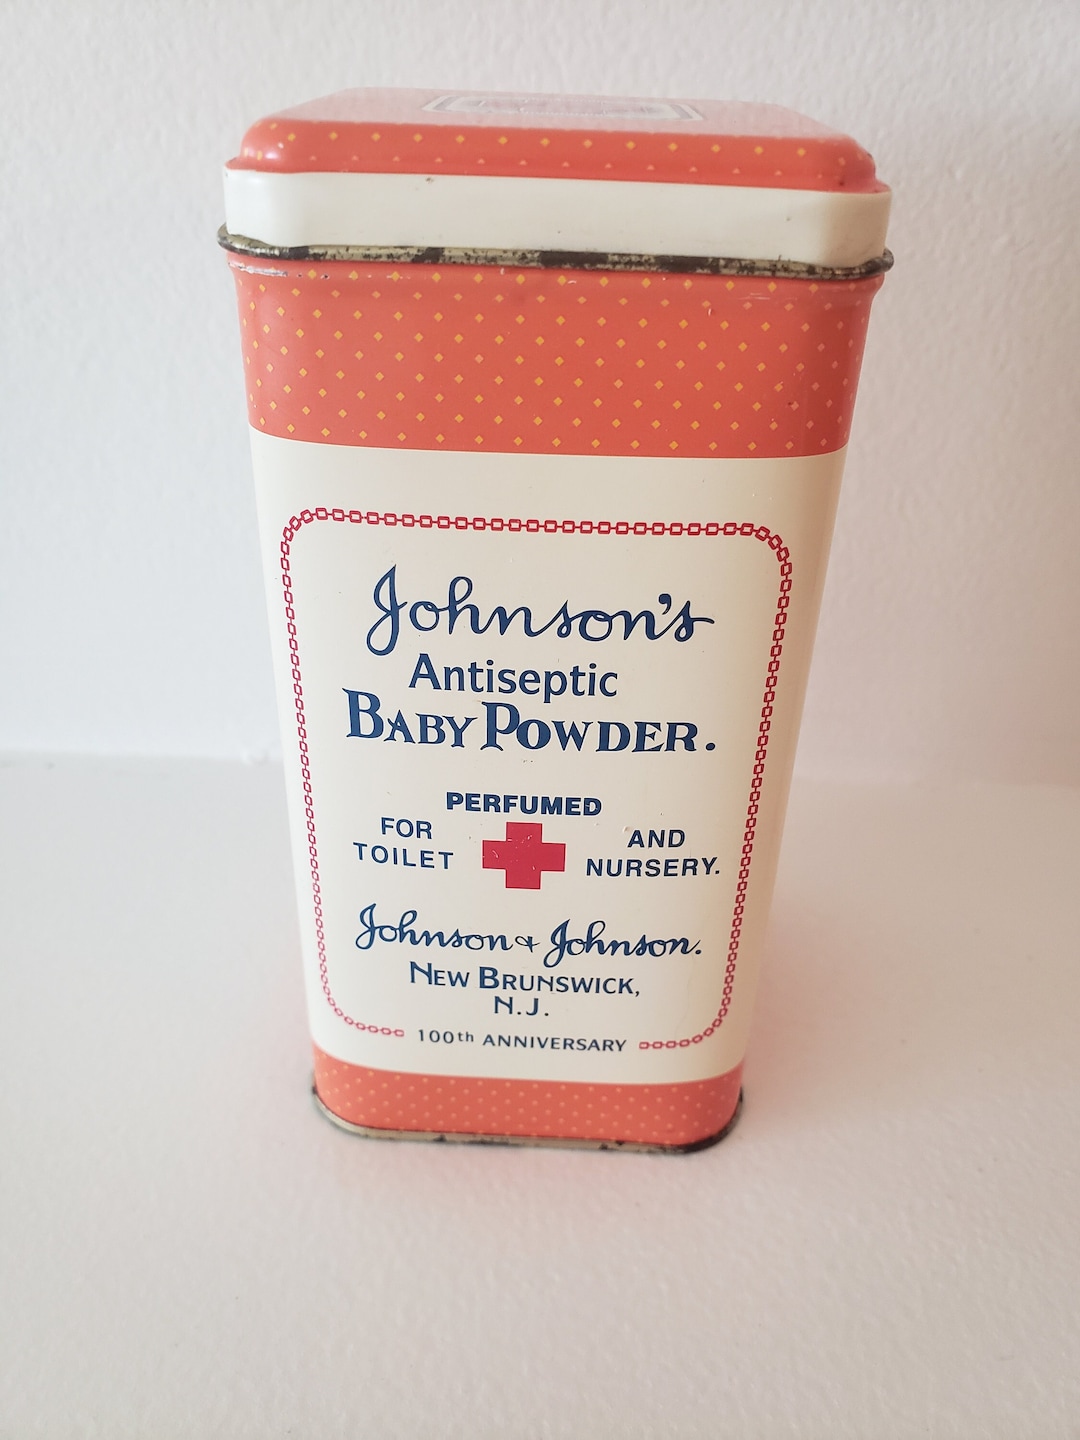 Johnson's
Antiseptic
BABY POWDER.
PERFUMED
FOR TOILET AND NURSERY.
Johnson & Johnson.
NEW BRUNSWICK,
N.J.
100th ANNIVERSARY